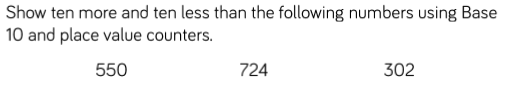 Show ten more and ten less than the following numbers using Base
10 and place value counters.
550 724 302